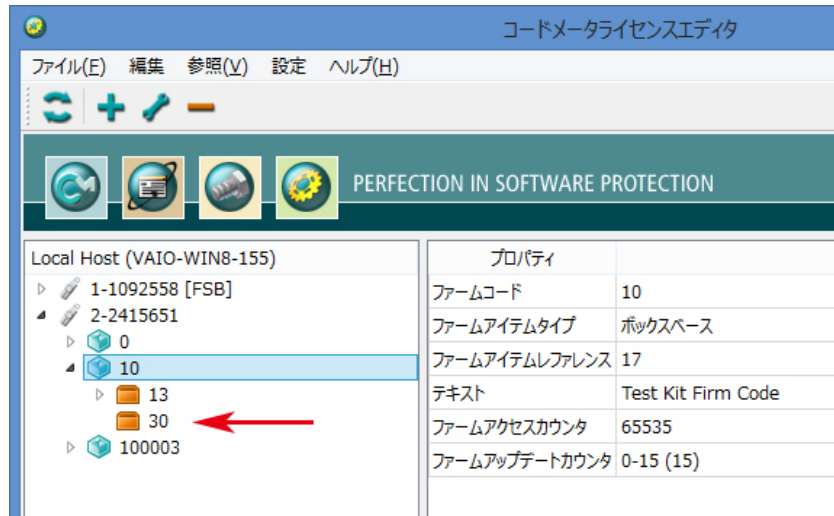 コードメータライセンスエディタ
ファイル(F) 編集 参照(V) 設定 ヘルプ(H)
PERFECTION IN SOFTWARE PROTECTION
Local Host (VAIO-WIN8-155)
1-1092558 [FSB]
2-2415651
0
10
13
30
100003
プロパティ
ファームコード 10
ファームアイテムタイプ ボックスベース
ファームアイテムレファレンス 17
テキスト Test Kit Firm Code
ファームアクセスカウンタ 65535
ファームアップデートカウンタ 0-15 (15)